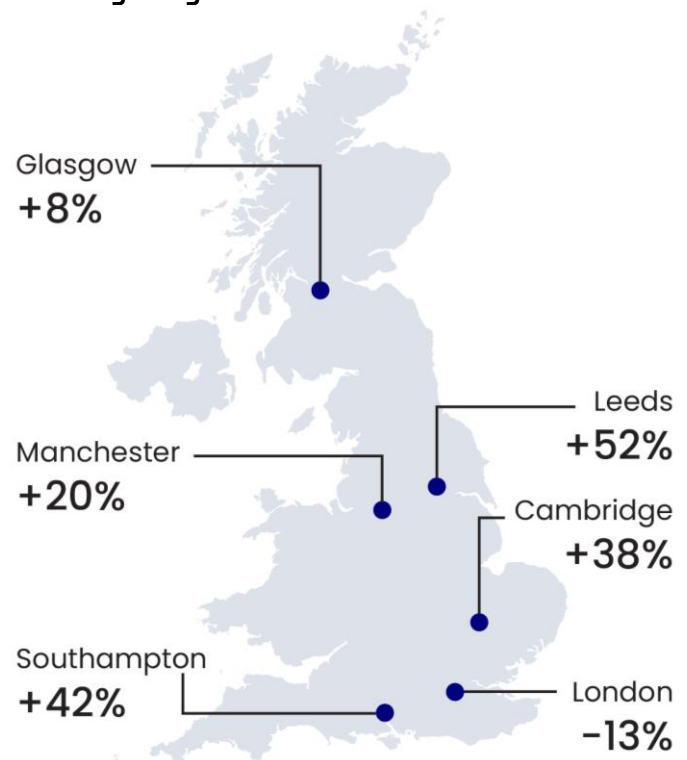 Glasgow
+8%
Leeds
+52%
Manchester
+20%
Cambridge
+38%
Southampton
+42%
London
-13%